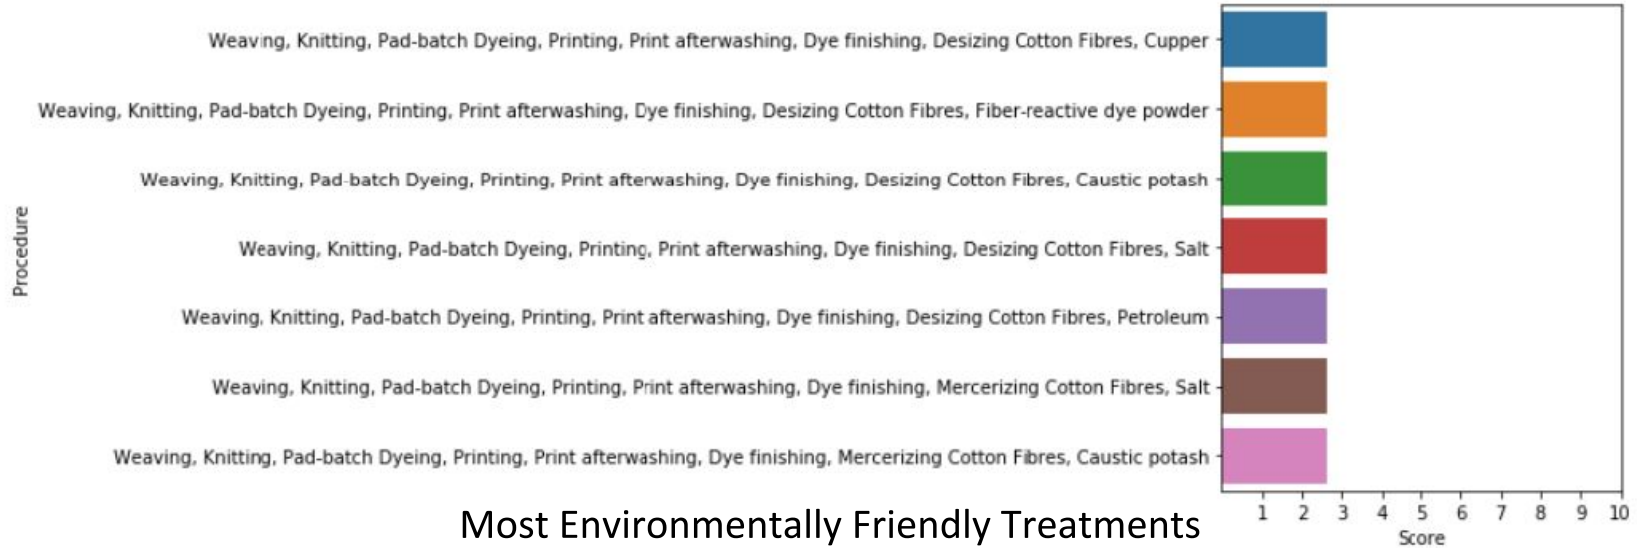 Weaving, Knitting, Pad-batch Dyeing, Printing, Print afterwashing, Dye finishing, Desizing Cotton Fibres, Cupper
Weaving, Knitting, Pad-batch Dyeing, Printing, Print afterwashing, Dye finishing, Desizing Cotton Fibres, Fiber-reactive dye powder
Weaving, Knitting, Pad-batch Dyeing, Printing, Print afterwashing, Dye finishing, Desizing Cotton Fibres, Caustic potash
Procedure
Weaving, Knitting, Pad-batch Dyeing, Printing, Print afterwashing, Dye finishing, Desizing Cotton Fibres, Salt
Weaving, Knitting, Pad-batch Dyeing, Printing, Print afterwashing, Dye finishing, Desizing Cotton Fibres, Petroleum
Weaving, Knitting, Pad-batch Dyeing, Printing, Print afterwashing, Dye finishing, Mercerizing Cotton Fibres, Salt
Weaving, Knitting, Pad-batch Dyeing, Printing, Print afterwashing, Dye finishing, Mercerizing Cotton Fibres, Caustic potash
1 2 3 4 5 6 7 8 9 10
Score
Most Environmentally Friendly Treatments